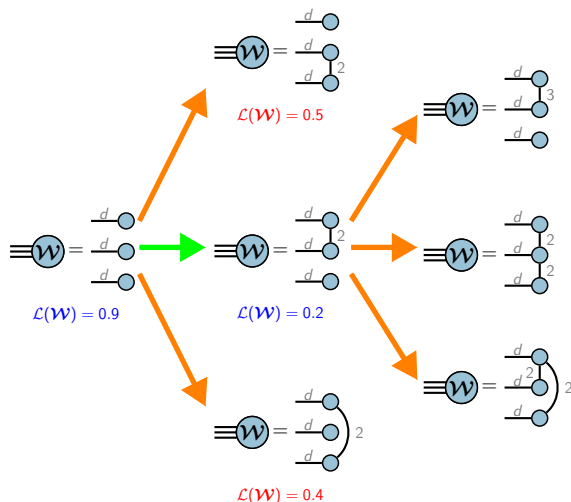 d
𝓦 = d
2
d
ℒ(𝓦) = 0.5
d
3
𝓦 = d
d
𝓦 = d
d
ℒ(𝓦) = 0.9
d
2
𝓦 = d
d
ℒ(𝓦) = 0.2
d
2
𝓦 = d
2
d
d
2
𝓦 = d
2
d
d
𝓦 = d
2
d
ℒ(𝓦) = 0.4